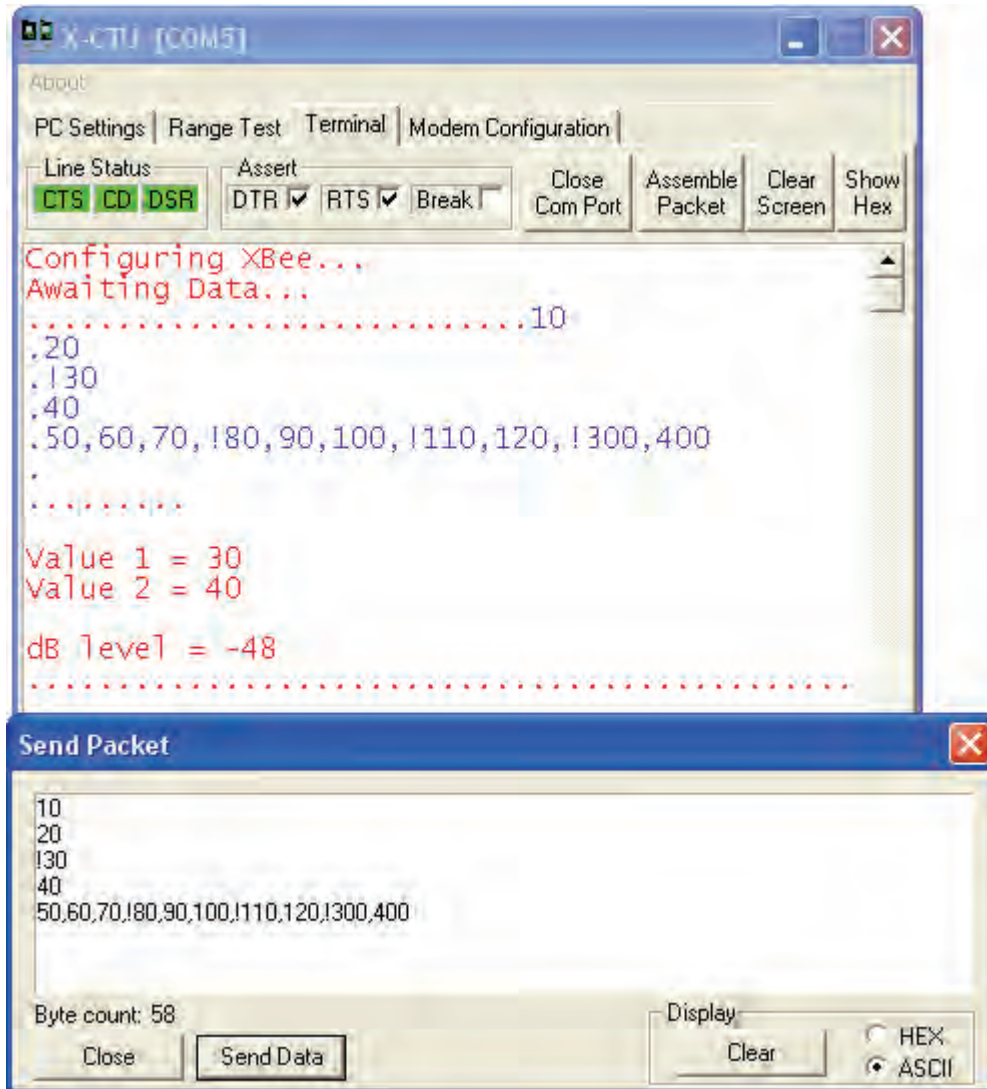 X-CTU [COM5]
About
PC Settings Range Test Terminal Modem Configuration
Line Status Assert
CTS CD DSR DTR RTS Break Close Com Port Assemble Packet Clear Screen Show Hex
Configuring XBee...
Awaiting Data...
............................10
.20
.!30
.40
.50,60,70,!80,90,100,!110,120,!300,400
.
.........
Value 1 = 30
Value 2 = 40
dB level = -48
..............................................
Send Packet
10
20
!30
40
50,60,70,!80,90,100,!110,120,!300,400
Byte count: 58
Display
Close Send Data Clear HEX
ASCII